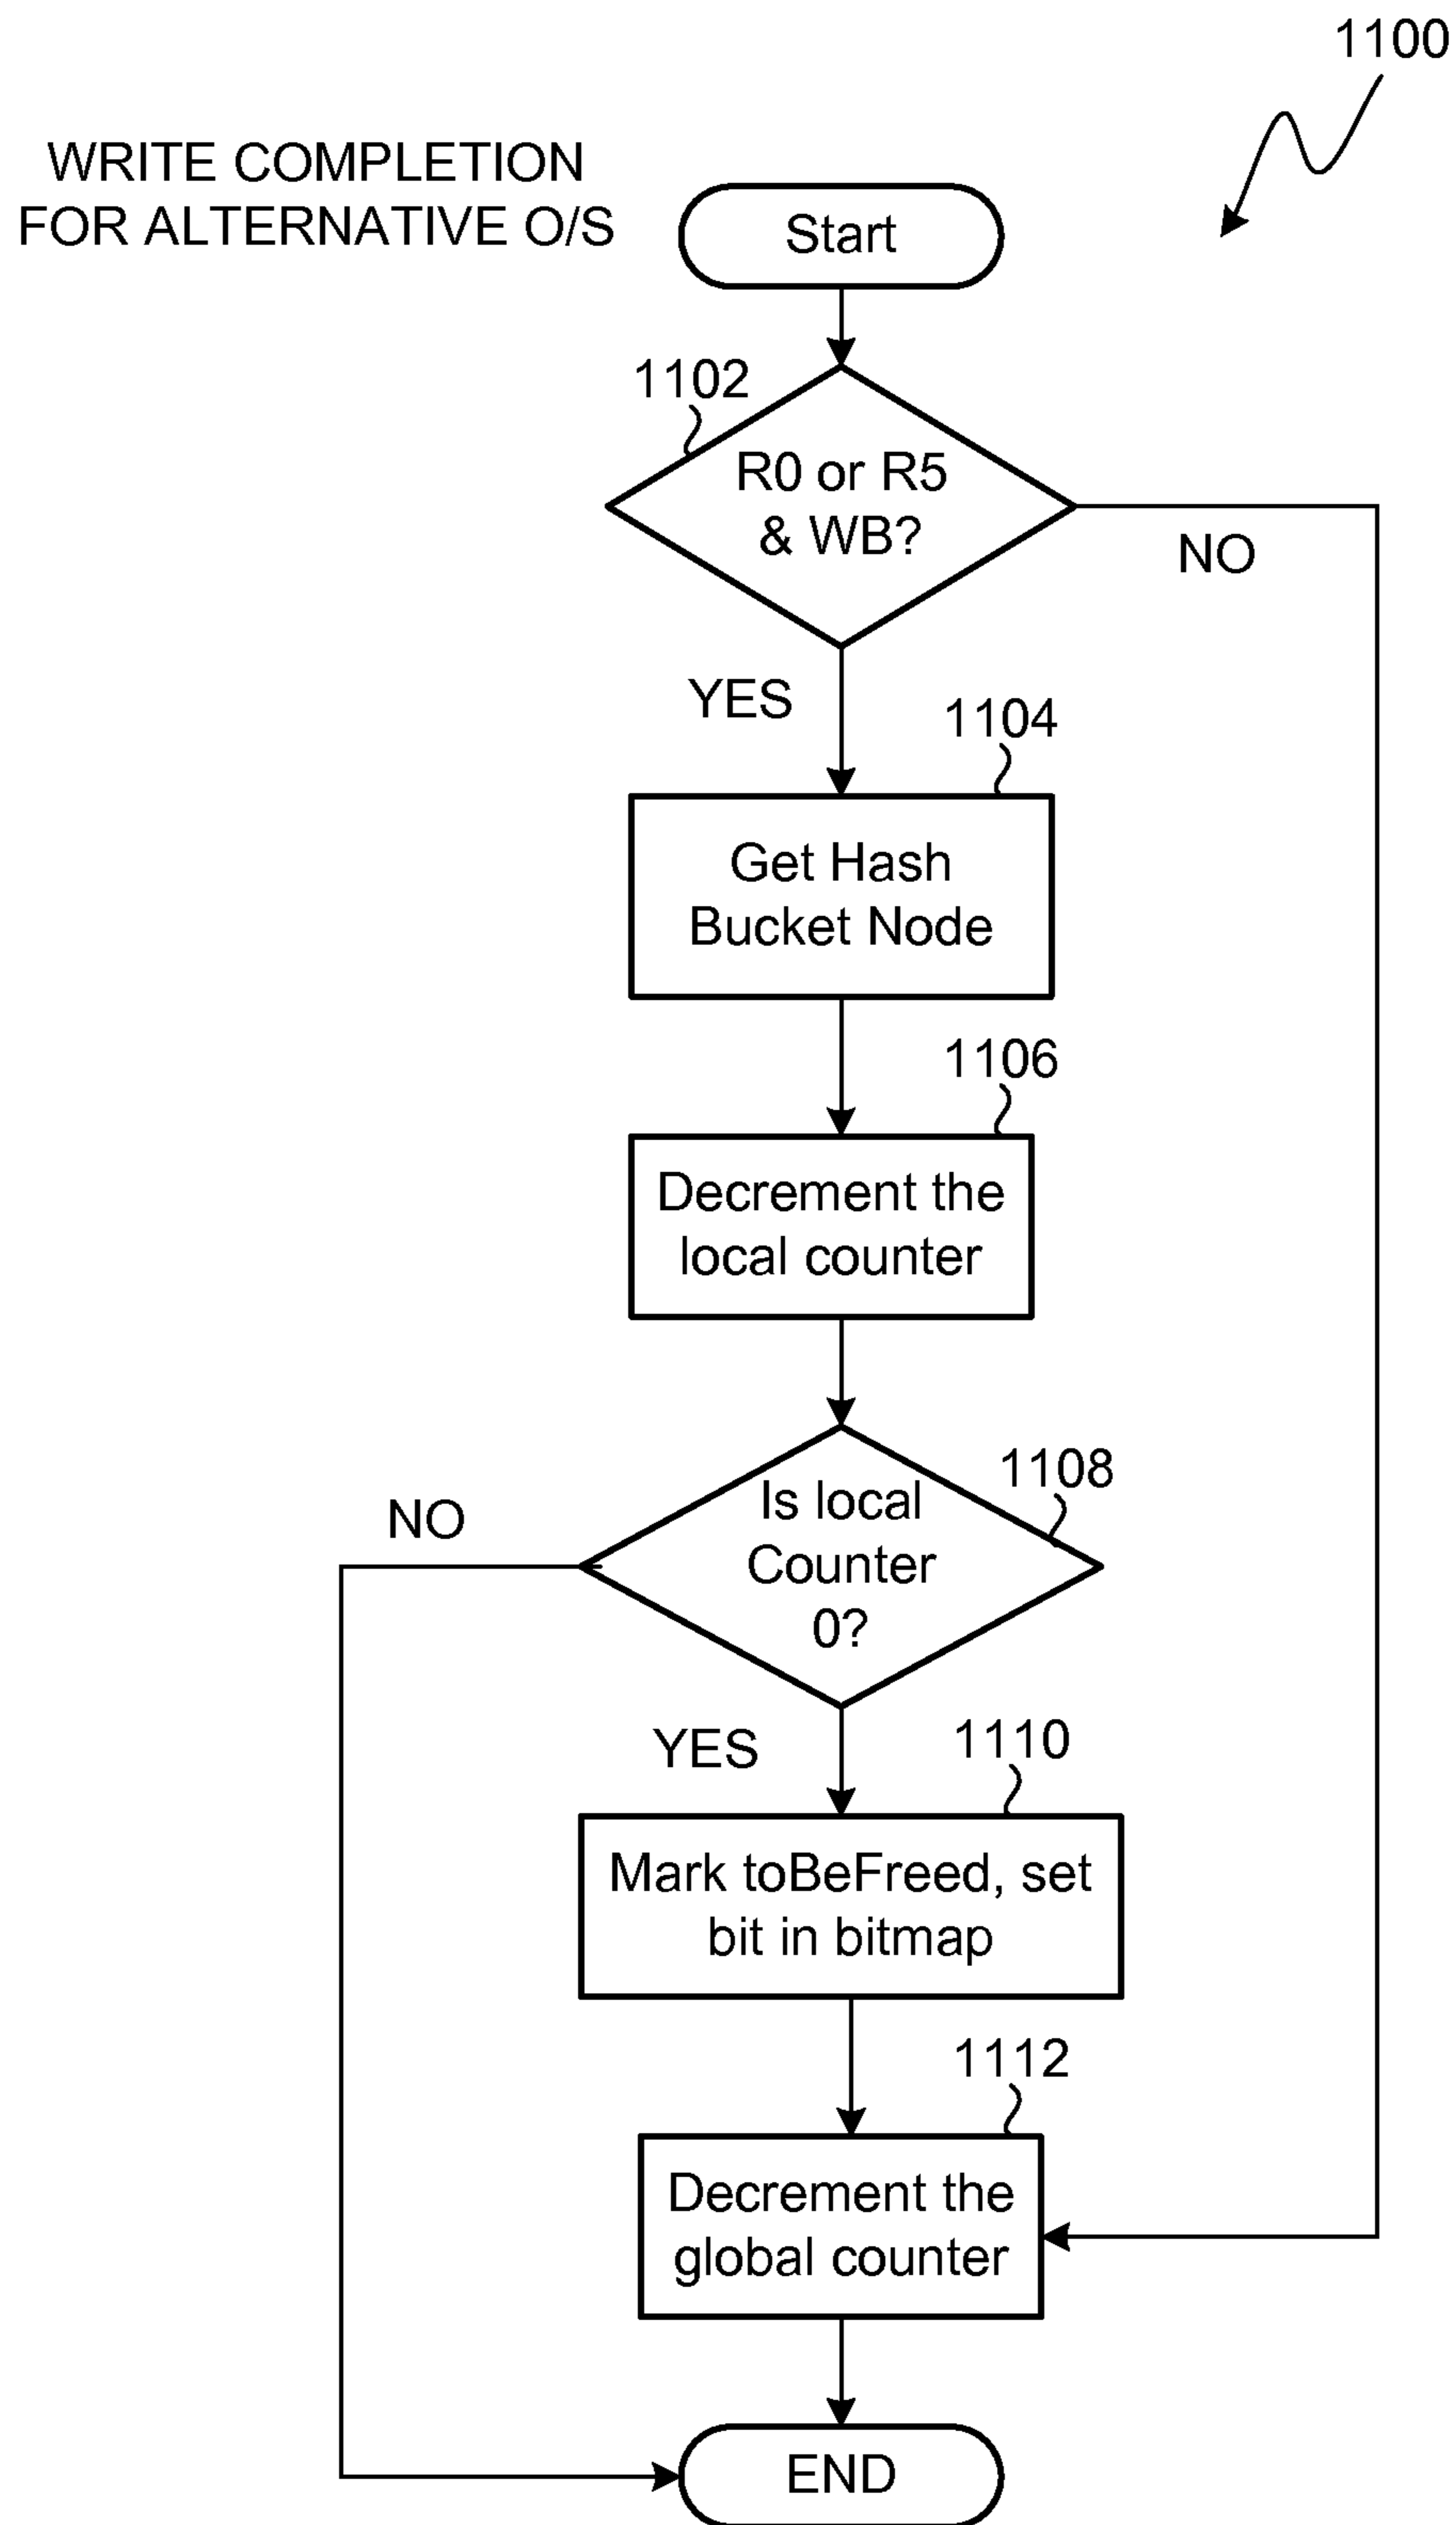 1100
WRITE COMPLETION
FOR ALTERNATIVE O/S
Start
1102
R0 or R5
& WB?
NO
YES
1104
Get Hash
Bucket Node
1106
Decrement the
local counter
1108
Is local
Counter
0?
NO
YES
1110
Mark toBeFreed, set
bit in bitmap
1112
Decrement the
global counter
END